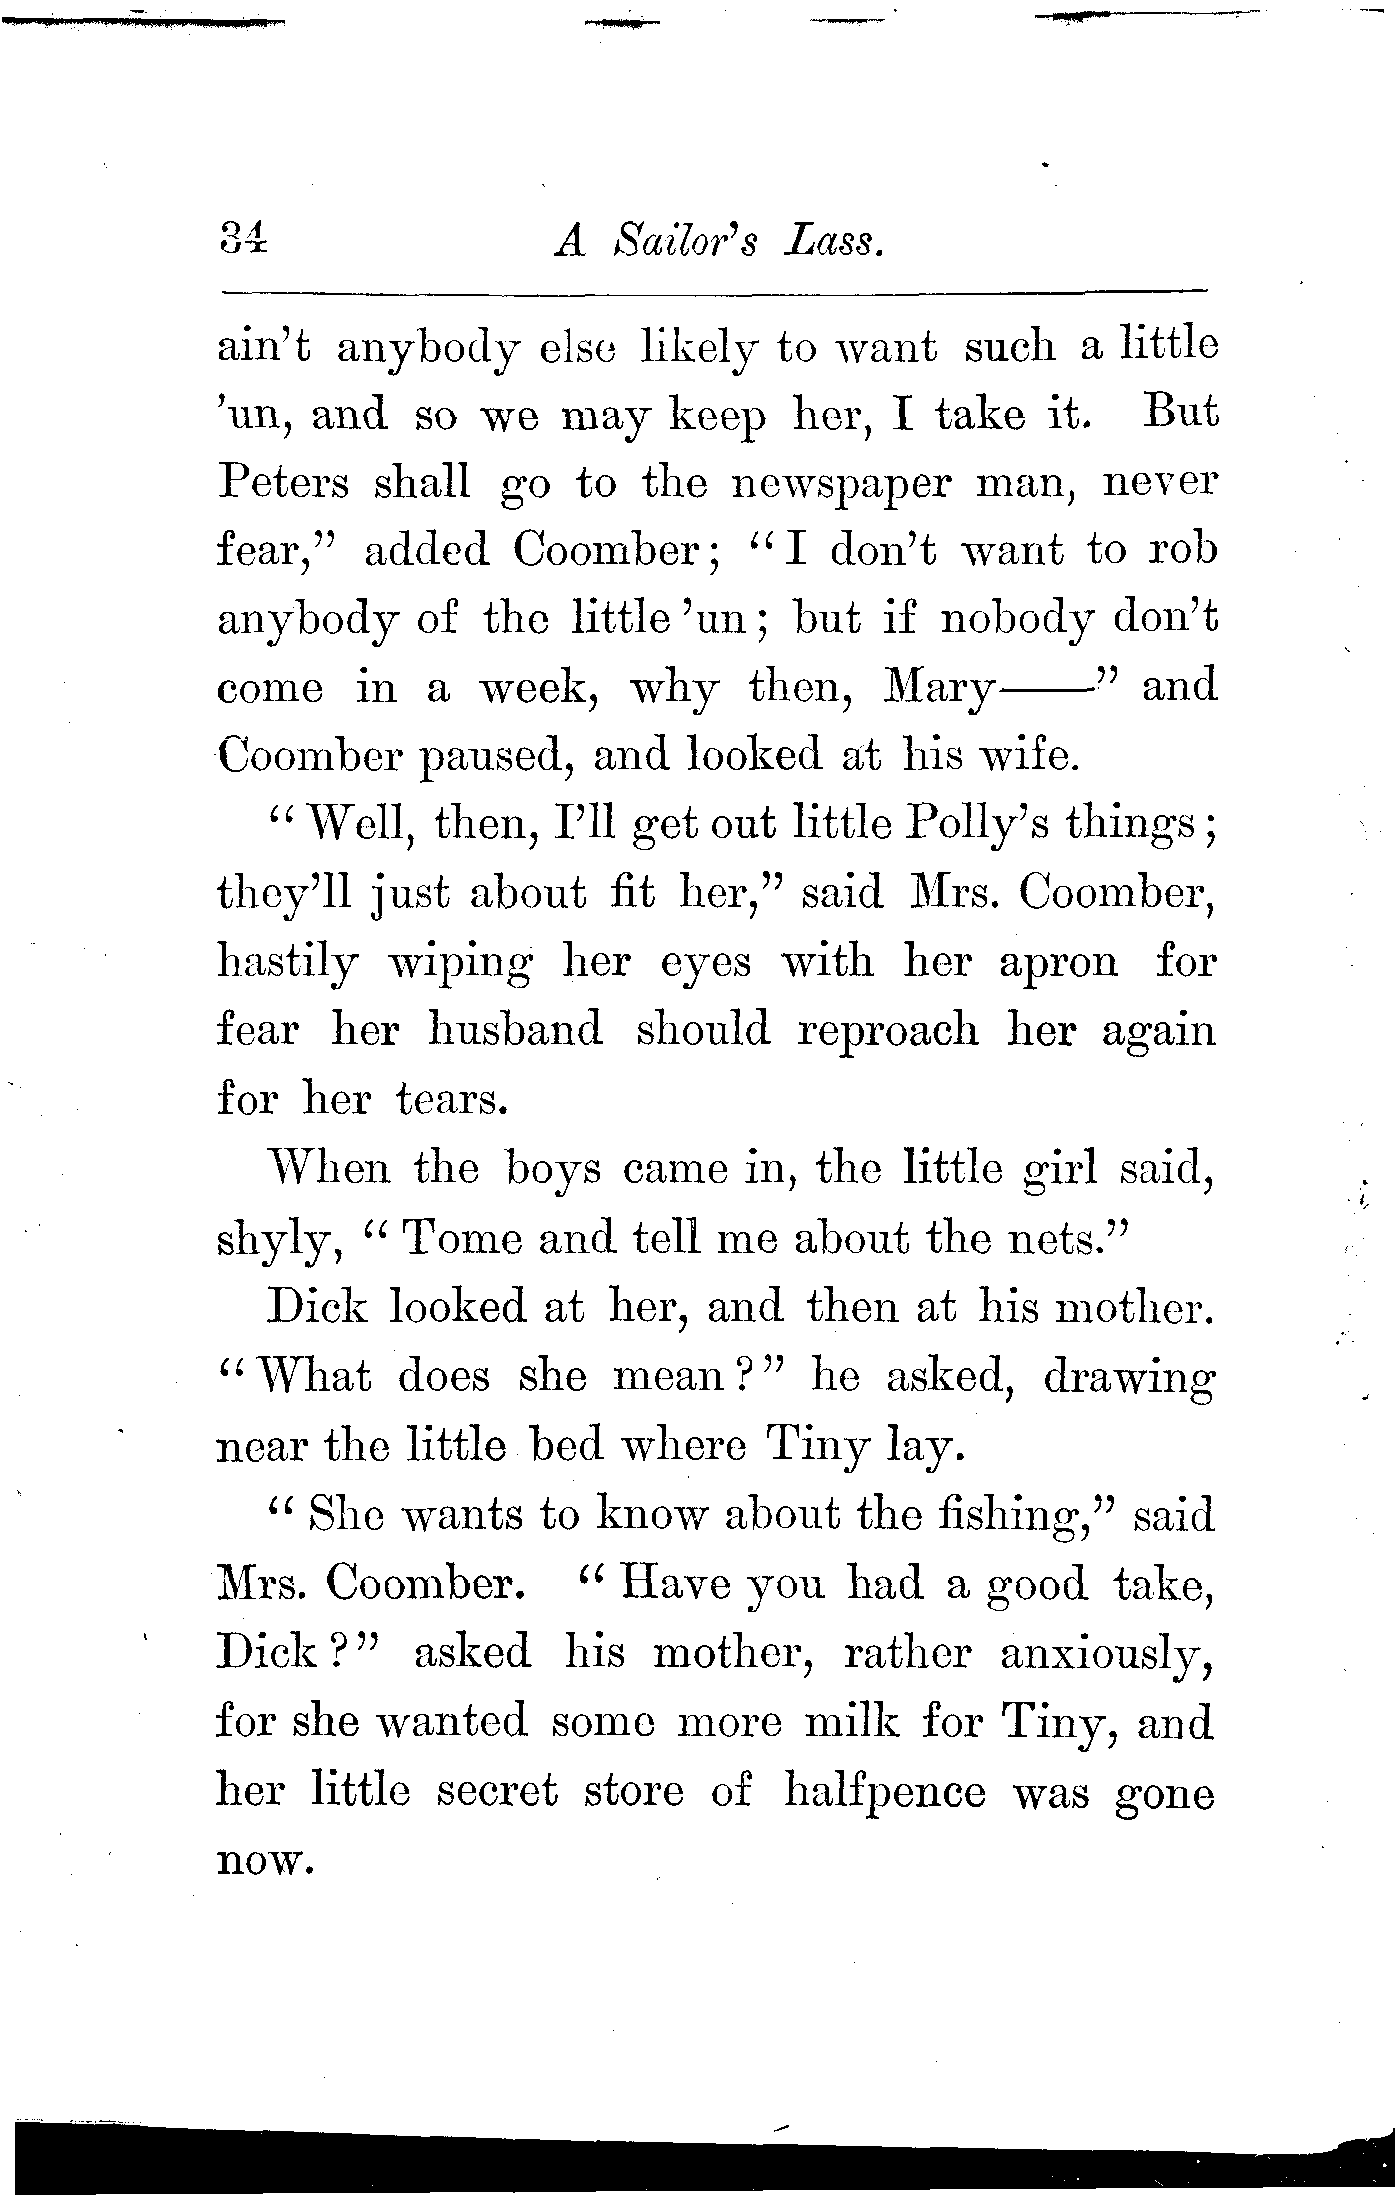 34 A Sailor's Lass.
ain't anybody else likely to want such a little
'un, and so we may keep her, I take it. But
Peters shall go to the newspaper man, never
fear," added Coomber; "I don't want to rob
anybody of the little 'un; but if nobody don't
come in a week, why then, Mary——" and
Coomber paused, and looked at his wife.
"Well, then, I'll get out little Polly's things;
they'll just about fit her," said Mrs. Coomber,
hastily wiping her eyes with her apron for
fear her husband should reproach her again
for her tears.
When the boys came in, the little girl said,
shyly, "Tome and tell me about the nets."
Dick looked at her, and then at his mother.
"What does she mean?" he asked, drawing
near the little bed where Tiny lay.
"She wants to know about the fishing," said
Mrs. Coomber. "Have you had a good take,
Dick?" asked his mother, rather anxiously,
for she wanted some more milk for Tiny, and
her little secret store of halfpence was gone
now.